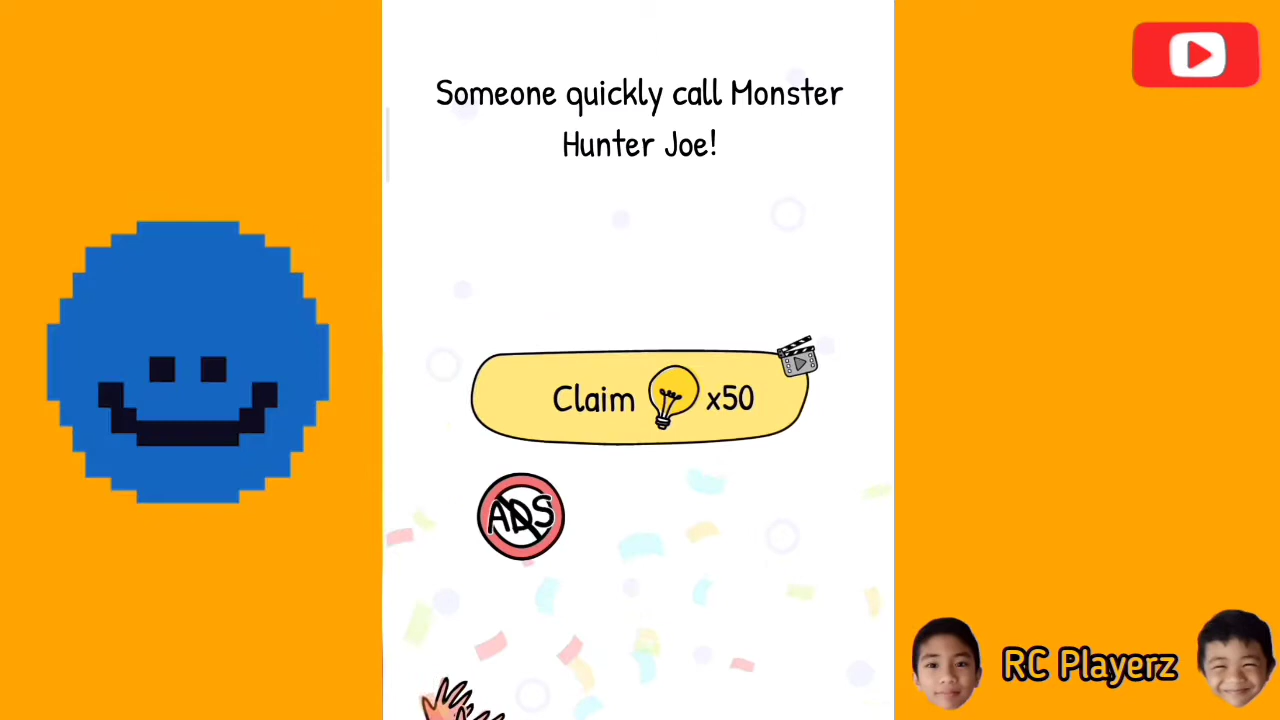 Someone quickly call Monster
Hunter Joe!
Claim x50
ADS
RC Playerz